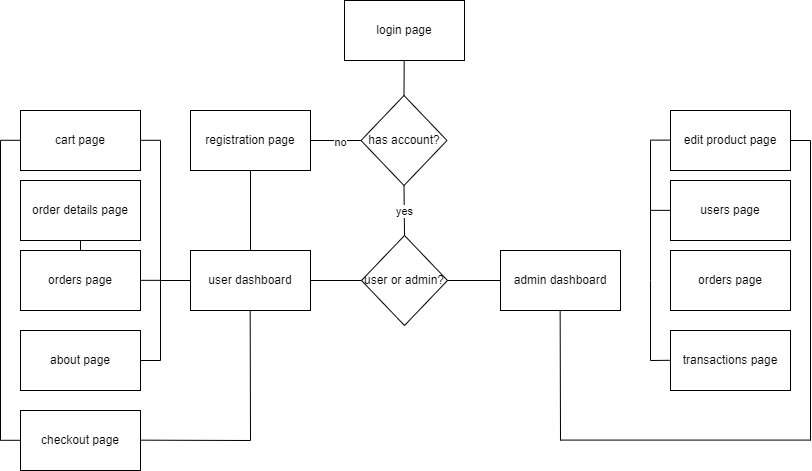 login page
cart page
registration page
no
has account?
edit product page
order details page
yes
users page
orders page
user dashboard
user or admin?
admin dashboard
orders page
about page
transactions page
checkout page